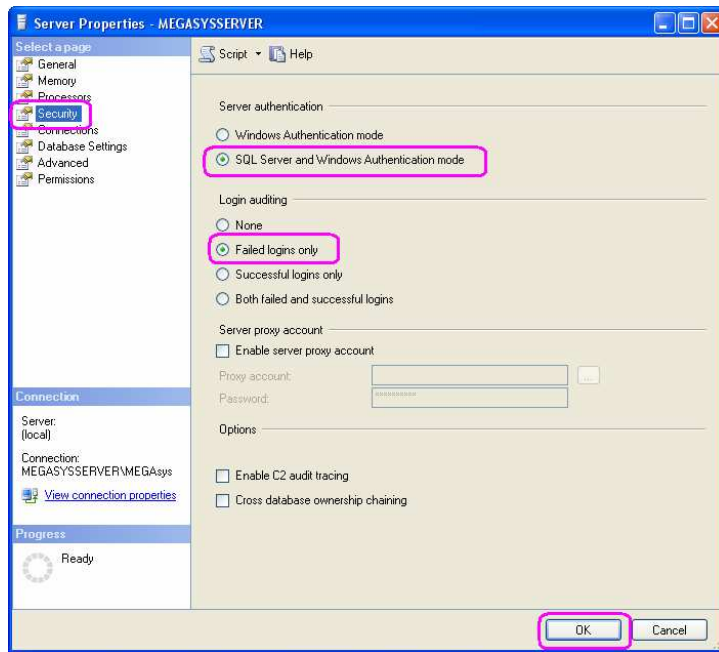 Server Properties - MEGASYSSERVER
Select a page
General
Memory
Processors
Security
Connections
Database Settings
Advanced
Permissions
Script
Help
Server authentication
Windows Authentication mode
SQL Server and Windows Authentication mode
Login auditing
None
Failed logins only
Successful logins only
Both failed and successful logins
Server proxy account
Enable server proxy account
Proxy account:
...
Password:
**********
Options
Enable C2 audit tracing
Cross database ownership chaining
Connection
Server:
(local)
Connection:
MEGASYSSERVER\MEGAsys
View connection properties
Progress
Ready
OK
Cancel